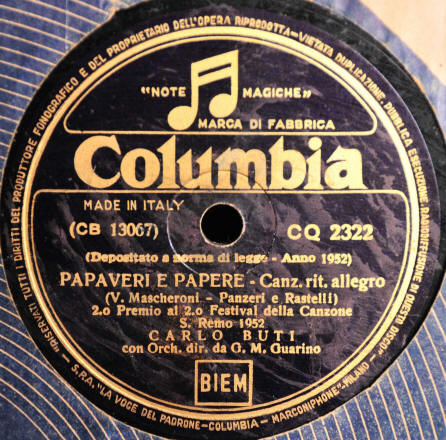 "RISERVATI TUTTI I DIRITTI DEL PRODUTTORE FONOGRAFICO E DEL PROPRIETARIO DELL'OPERA RIPRODOTTA-VIETATA DUPLICAZIONE, PUBBLICA ESECUZIONE, RADIODIFFUSIONE DI QUESTO DISCO"
"NOTE MAGICHE"
MARCA DI FABBRICA
Columbia
MADE IN ITALY
(CB 13067) CQ 2322
(Depositato a norma di legge - Anno 1952)
PAPAVERI E PAPERE - Canz. rit. allegro
(V. Mascheroni - Panzeri e Rastelli)
2.o Premio al 2.o Festival della Canzone
S. Remo 1952
CARLO BUTI
con Orch. dir. da G. M. Guarino
BIEM
S.P.A. "LA VOCE DEL PADRONE-COLUMBIA-MARCONIPHONE"-MILANO